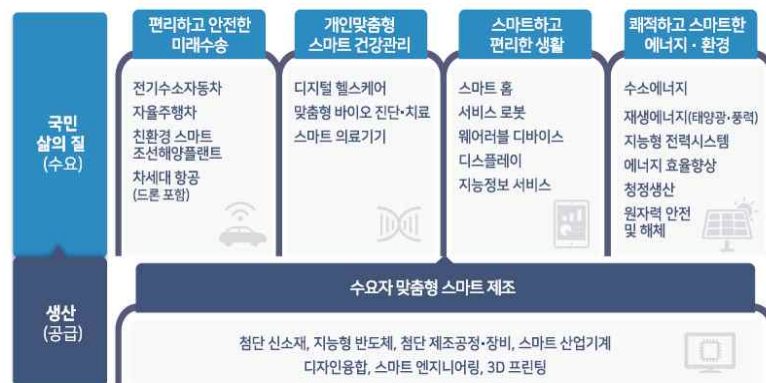 국민
삶의 질
(수요)
편리하고 안전한
미래수송
전기수소자동차
자율주행차
친환경 스마트
조선해양플랜트
차세대 항공
(드론 포함)
개인맞춤형
스마트 건강관리
디지털 헬스케어
맞춤형 바이오 진단·치료
스마트 의료기기
스마트하고
편리한 생활
스마트 홈
서비스 로봇
웨어러블 디바이스
디스플레이
지능정보 서비스
쾌적하고 스마트한
에너지·환경
수소에너지
재생에너지(태양광·풍력)
지능형 전력시스템
에너지 효율향상
청정생산
원자력 안전
및 해체
생산
(공급)
수요자 맞춤형 스마트 제조
첨단 신소재, 지능형 반도체, 첨단 제조공정·장비, 스마트 산업기계
디자인융합, 스마트 엔지니어링, 3D 프린팅